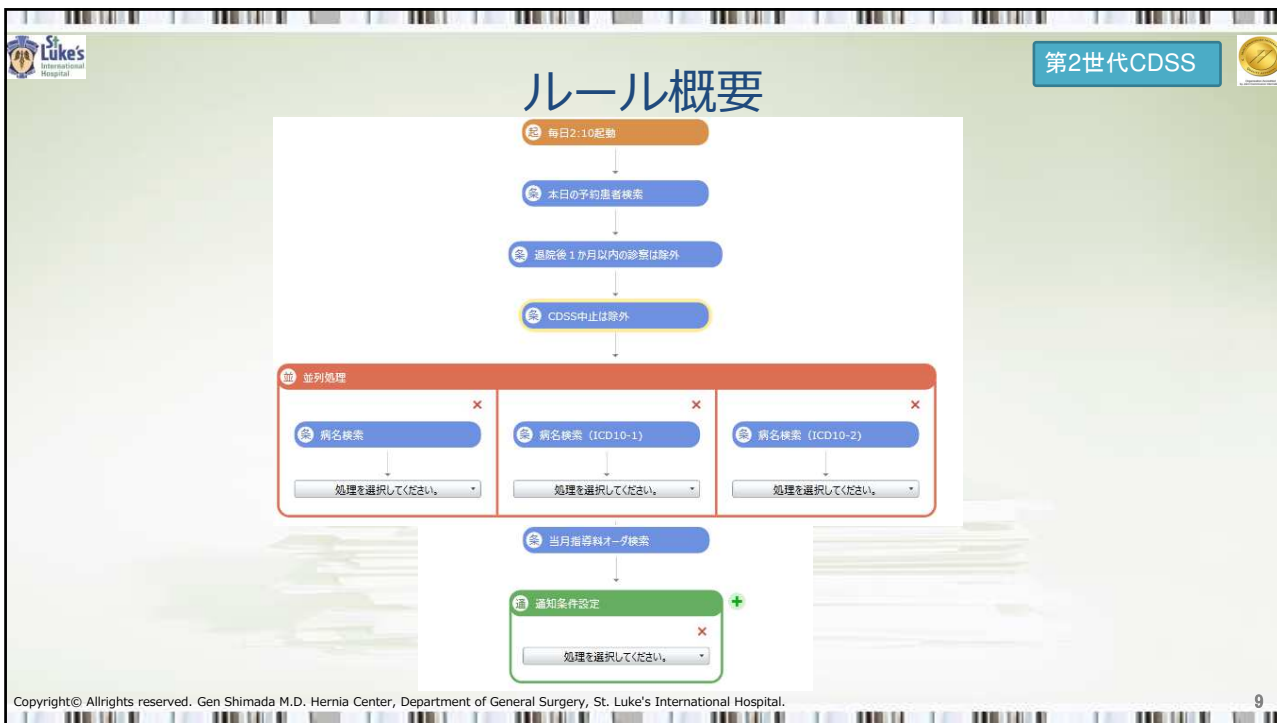 St
Luke's
International
Hospital
第2世代CDSS
ルール概要
起 毎日2:10起動
条 本日の予約患者検索
条 退院後1か月以内の診察は除外
条 CDSS中止は除外
並 並列処理
条 病名検索
条 病名検索（ICD10-1）
条 病名検索（ICD10-2）
処理を選択してください。
処理を選択してください。
処理を選択してください。
条 当月指導料オーダ検索
通 通知条件設定
処理を選択してください。
Copyright© Allrights reserved. Gen Shimada M.D. Hernia Center, Department of General Surgery, St. Luke's International Hospital.
9